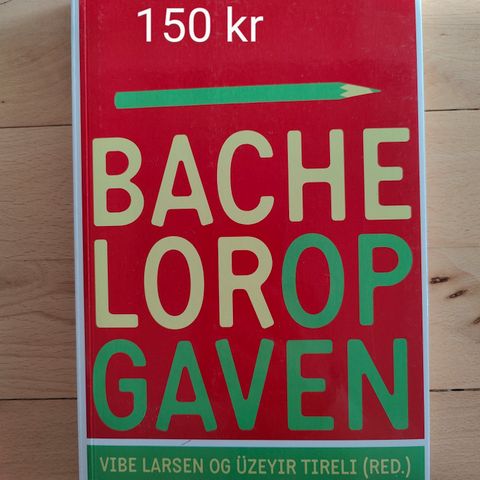 150 kr
BACHE
LOROP
GAVEN
VIBE LARSEN OG ÜZEYIR TIRELI (RED.)